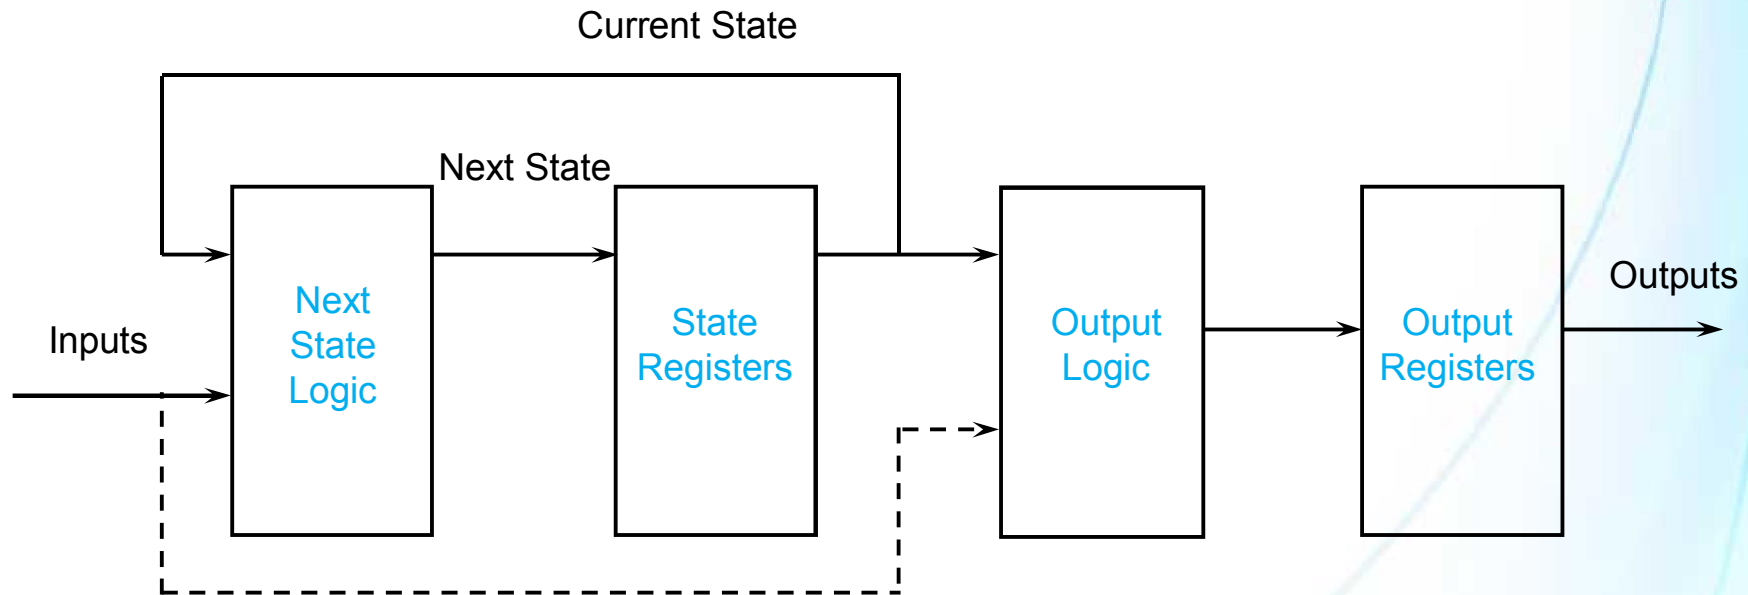 Current State
Next State
Inputs
Next
State
Logic
State
Registers
Output
Logic
Output
Registers
Outputs